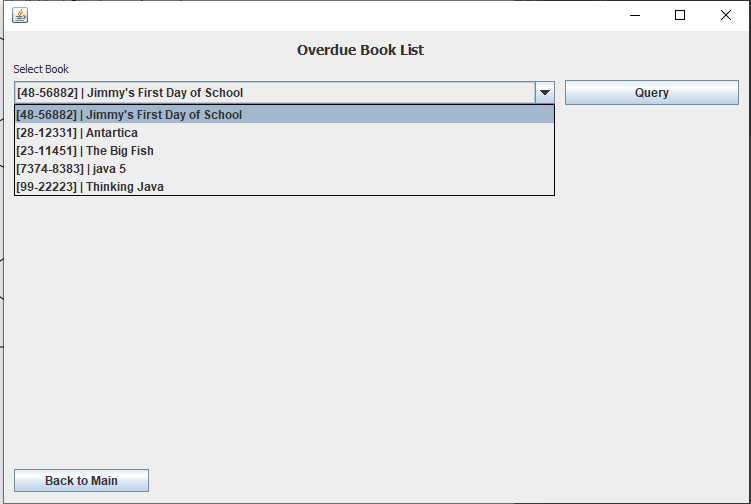 Overdue Book List
Select Book
[48-56882] | Jimmy's First Day of School
Query
[48-56882] | Jimmy's First Day of School
[28-12331] | Antartica
[23-11451] | The Big Fish
[7374-8383] | java 5
[99-22223] | Thinking Java
Back to Main